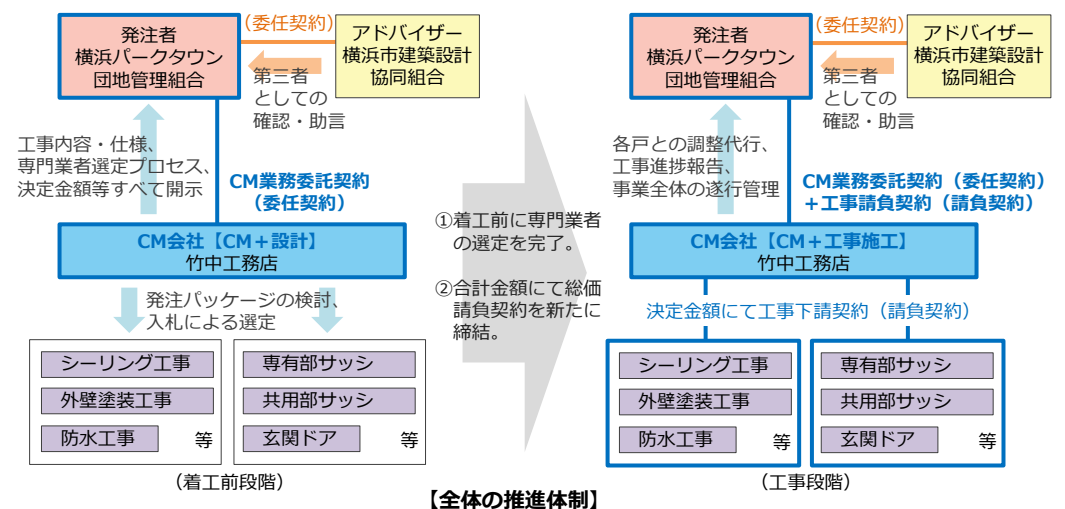 発注者
横浜パークタウン
団地管理組合
(委任契約)
アドバイザー
横浜市建築設計
協同組合
第三者
としての
確認・助言
工事内容・仕様、
専門業者選定プロセス、
決定金額等すべて開示
CM業務委託契約
(委任契約)
CM会社【CM+設計】
竹中工務店
発注パッケージの検討、
入札による選定
シーリング工事
外壁塗装工事
防水工事 等
専有部サッシ
共用部サッシ
玄関ドア 等
(着工前段階)
①着工前に専門業者
の選定を完了。
②合計金額にて総価
請負契約を新たに
締結。
発注者
横浜パークタウン
団地管理組合
(委任契約)
アドバイザー
横浜市建築設計
協同組合
第三者
としての
確認・助言
各戸との調整代行、
工事進捗報告、
事業全体の遂行管理
CM業務委託契約(委任契約)
+工事請負契約(請負契約)
CM会社【CM+工事施工】
竹中工務店
決定金額にて工事下請契約(請負契約)
シーリング工事
外壁塗装工事
防水工事 等
専有部サッシ
共用部サッシ
玄関ドア 等
(工事段階)
【全体の推進体制】